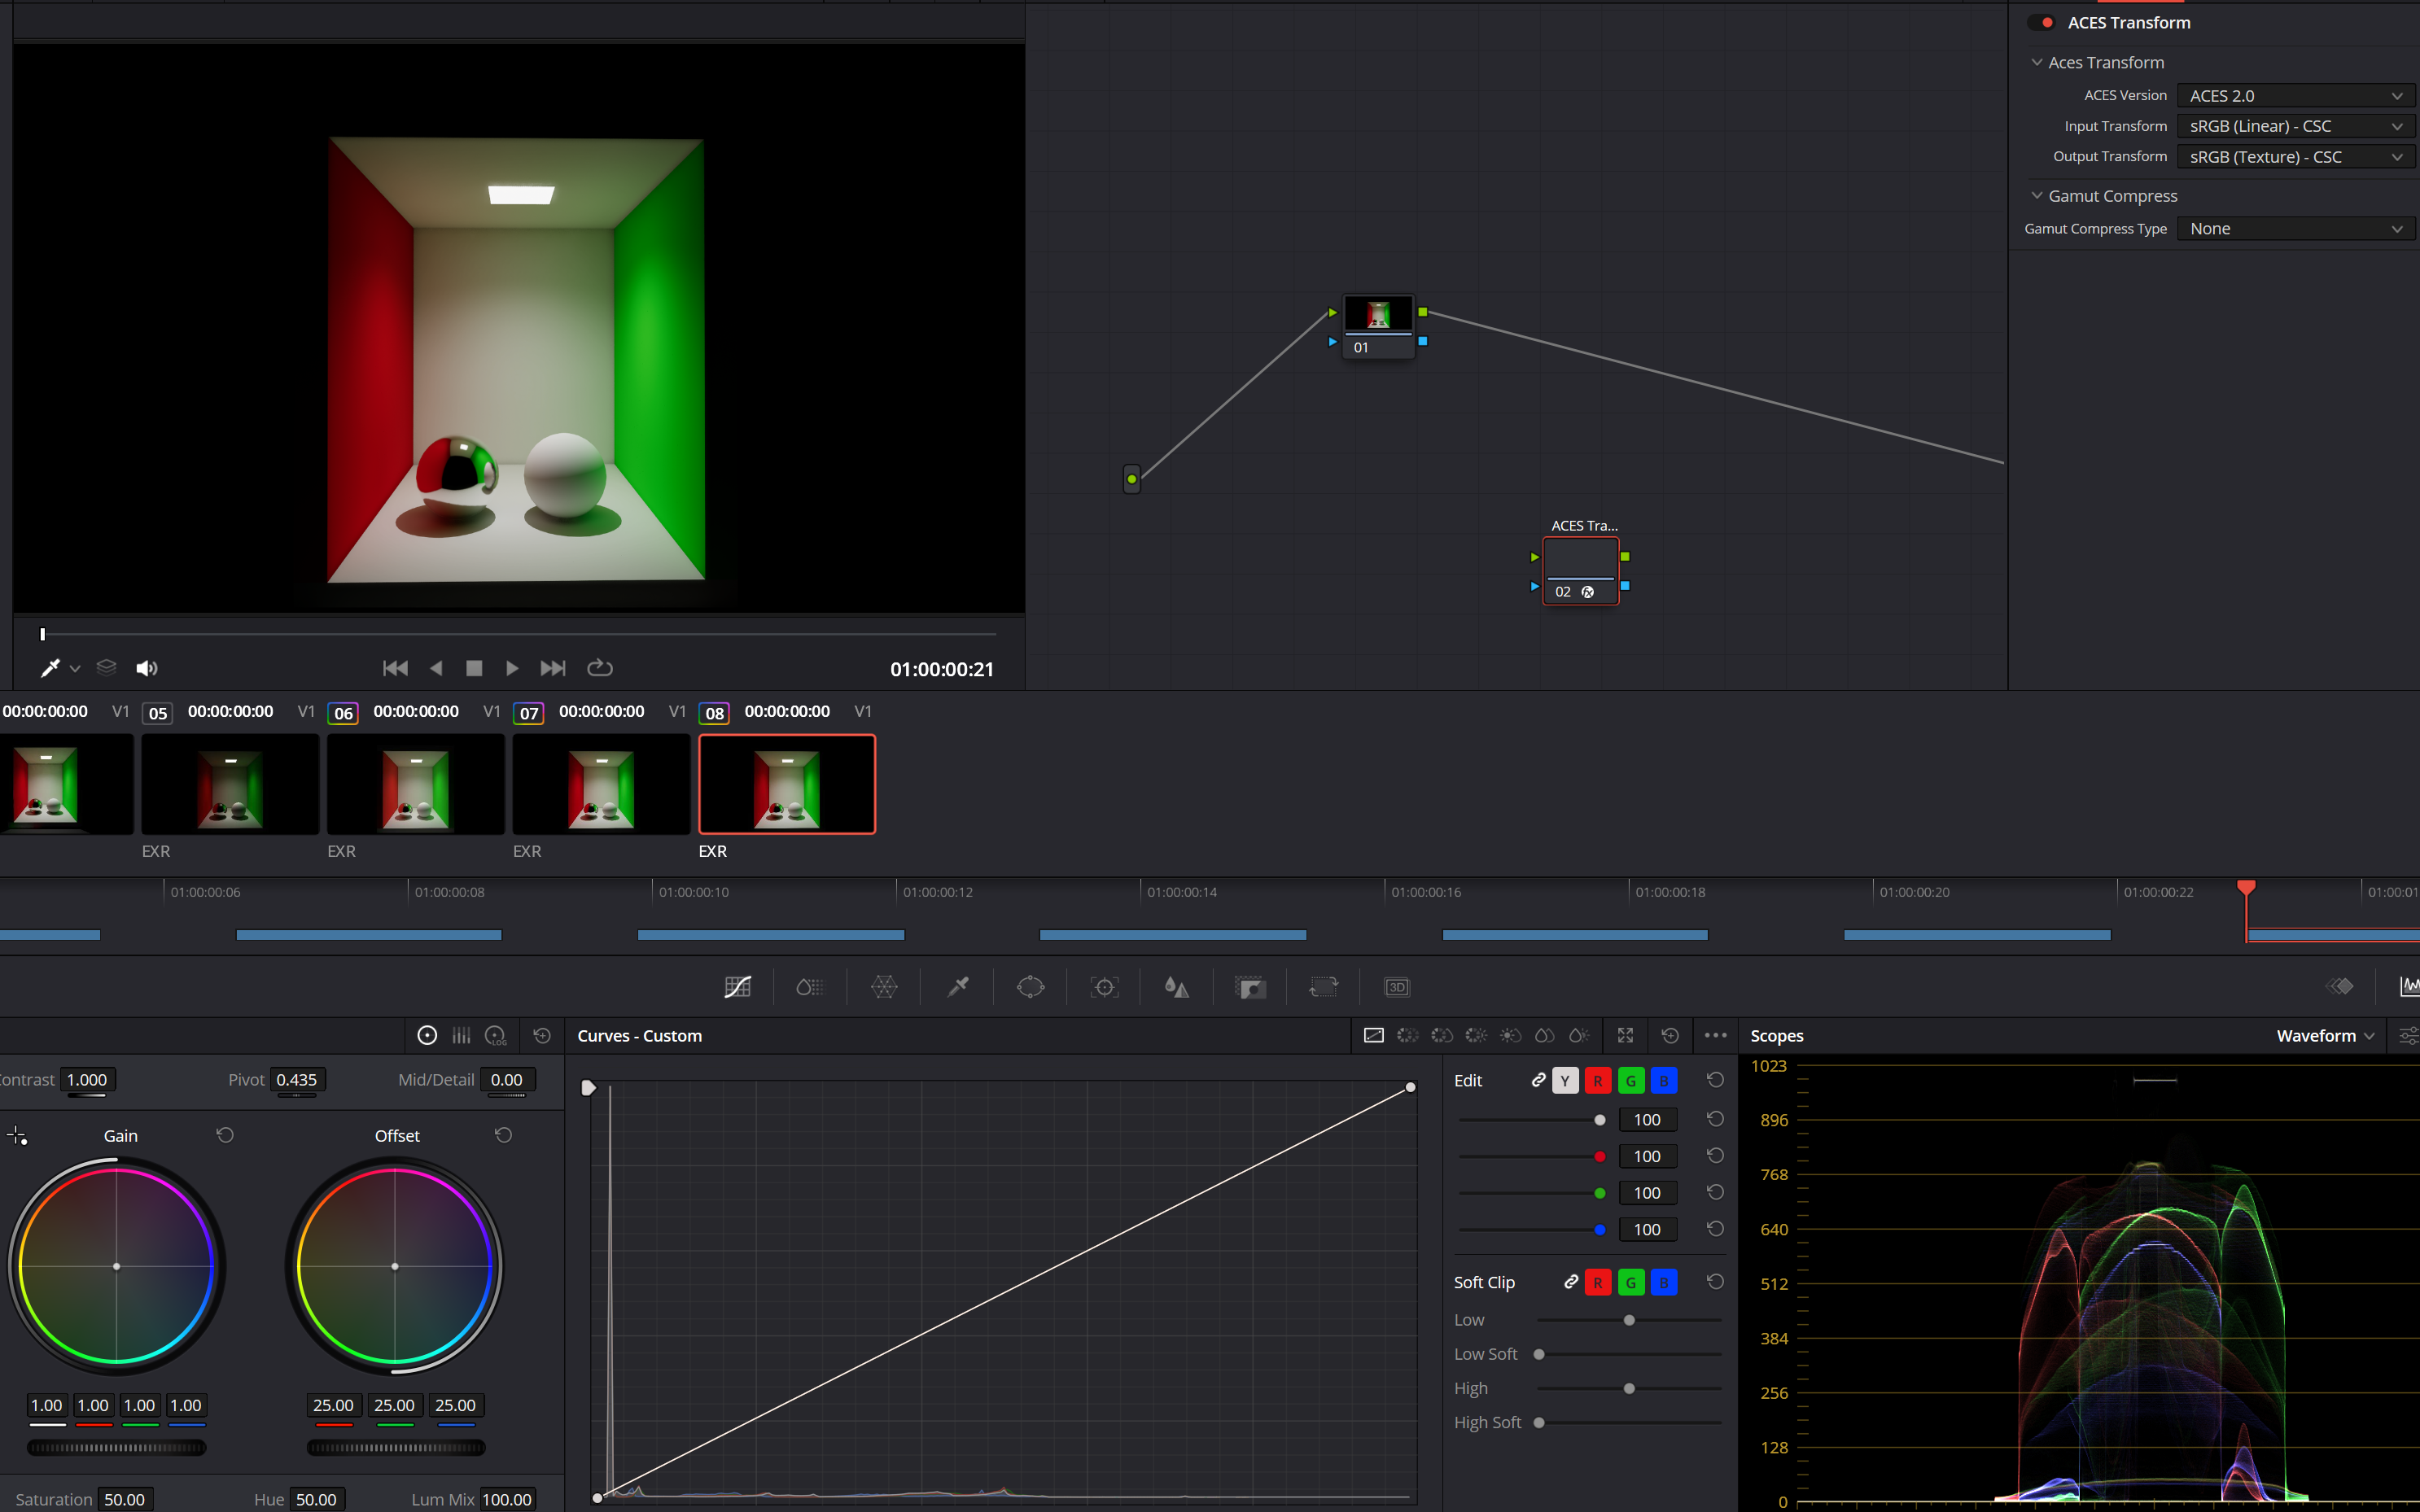 ACES Transform
Aces Transform
ACES Version ACES 2.0
Input Transform sRGB (Linear) - CSC
Output Transform sRGB (Texture) - CSC
Gamut Compress
Gamut Compress Type None
01
ACES Tra...
02
01:00:00:21
00:00:00:00 V1 05 00:00:00:00 V1 06 00:00:00:00 V1 07 00:00:00:00 V1 08 00:00:00:00 V1
EXR EXR EXR EXR
01:00:00:06 01:00:00:08 01:00:00:10 01:00:00:12 01:00:00:14 01:00:00:16 01:00:00:18 01:00:00:20 01:00:00:22 01:00:01
3D
LOG
Curves - Custom
Scopes
Waveform
ontrast 1.000 Pivot 0.435 Mid/Detail 0.00
Gain Offset
1.00 1.00 1.00 1.00 25.00 25.00 25.00
Saturation 50.00 Hue 50.00 Lum Mix 100.00
Edit Y R G B
100
100
100
100
Soft Clip R G B
Low
Low Soft
High
High Soft
1023
896
768
640
512
384
256
128
0